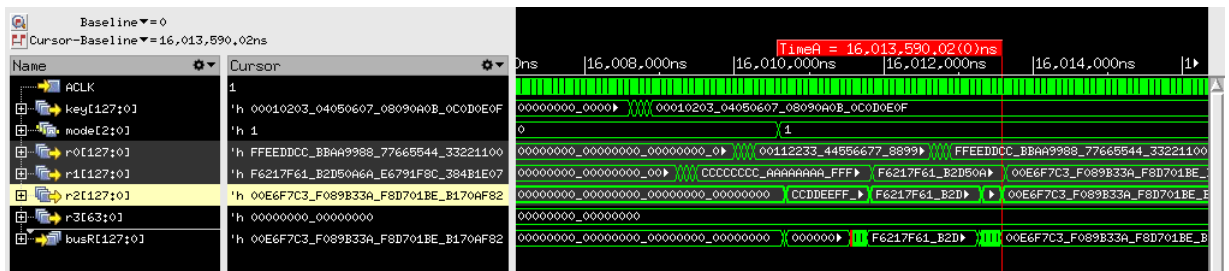 Baseline▼=0
Cursor-Baseline▼=16,013,590.02ns
TimeA = 16,013,590.02(0)ns
Name Cursor 0ns |16,008,000ns |16,010,000ns |16,012,000ns |16,014,000ns |1
ACLK 1
key[127:0] 'h 00010203_04050607_08090A0B_0C0D0E0F 00000000_0000 00010203_04050607_08090A0B_0C0D0E0F
mode[2:0] 'h 1 0 1
r0[127:0] 'h FFEEDDCC_BBAA9988_77665544_33221100 00000000_00000000_00000000_0 00112233_44556677_8899 FFEEDDCC_BBAA9988_77665544_33221100
r1[127:0] 'h F6217F61_B2D50A6A_E6791F8C_384B1E07 00000000_00000000_00 CCCCCCCC_AAAAAAAA_FFF F6217F61_B2D50A 00E6F7C3_F089B33A_F8D701BE_
r2[127:0] 'h 00E6F7C3_F089B33A_F8D701BE_B170AF82 00000000_00000000_00000000_00000000 CCDDEEFF_ F6217F61_B2D 00E6F7C3_F089B33A_F8D701BE_B
r3[63:0] 'h 00000000_00000000 00000000_00000000
busR[127:0] 'h 00E6F7C3_F089B33A_F8D701BE_B170AF82 00000000_00000000_00000000_00000000 000000 F6217F61_B2D 00E6F7C3_F089B33A_F8D701BE_B